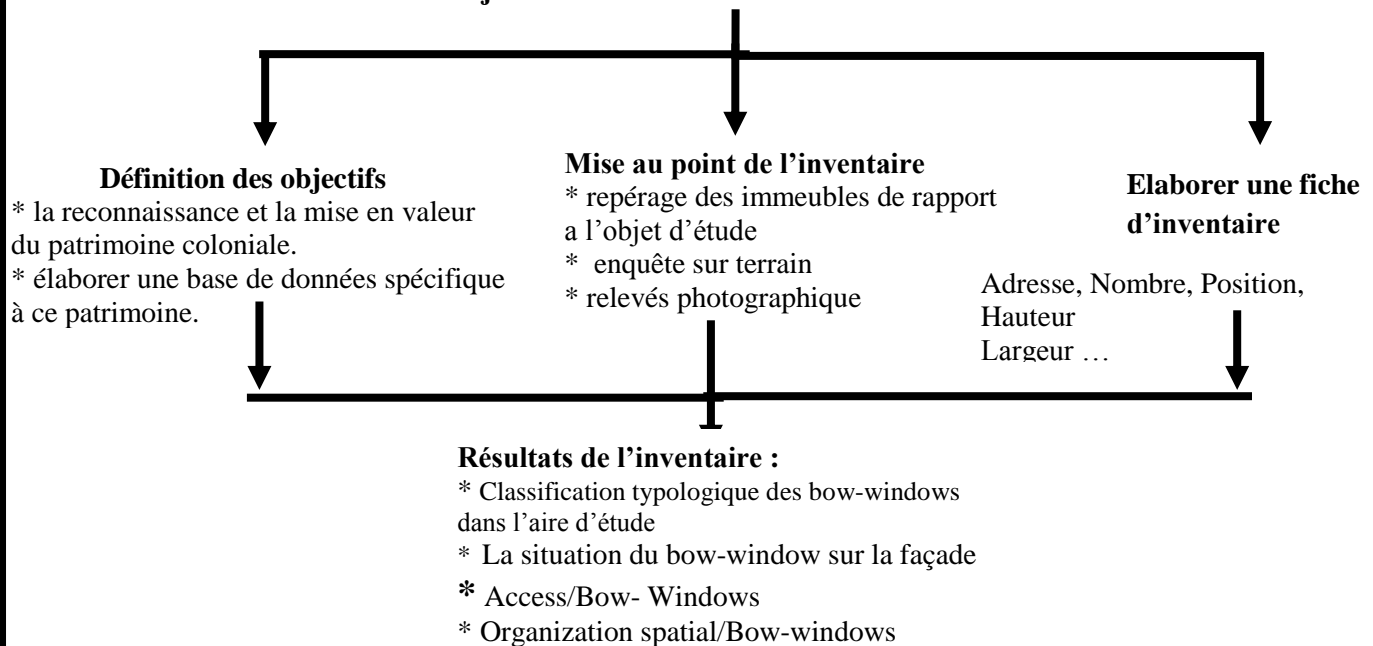 Définition des objectifs
* la reconnaissance et la mise en valeur
du patrimoine coloniale.
* élaborer une base de données spécifique
à ce patrimoine.
Mise au point de l’inventaire
* repérage des immeubles de rapport
a l’objet d’étude
* enquête sur terrain
* relevés photographique
Elaborer une fiche
d’inventaire
Adresse, Nombre, Position,
Hauteur
Largeur …
Résultats de l’inventaire :
* Classification typologique des bow-windows
dans l’aire d’étude
* La situation du bow-window sur la façade
* Access/Bow- Windows
* Organization spatial/Bow-windows